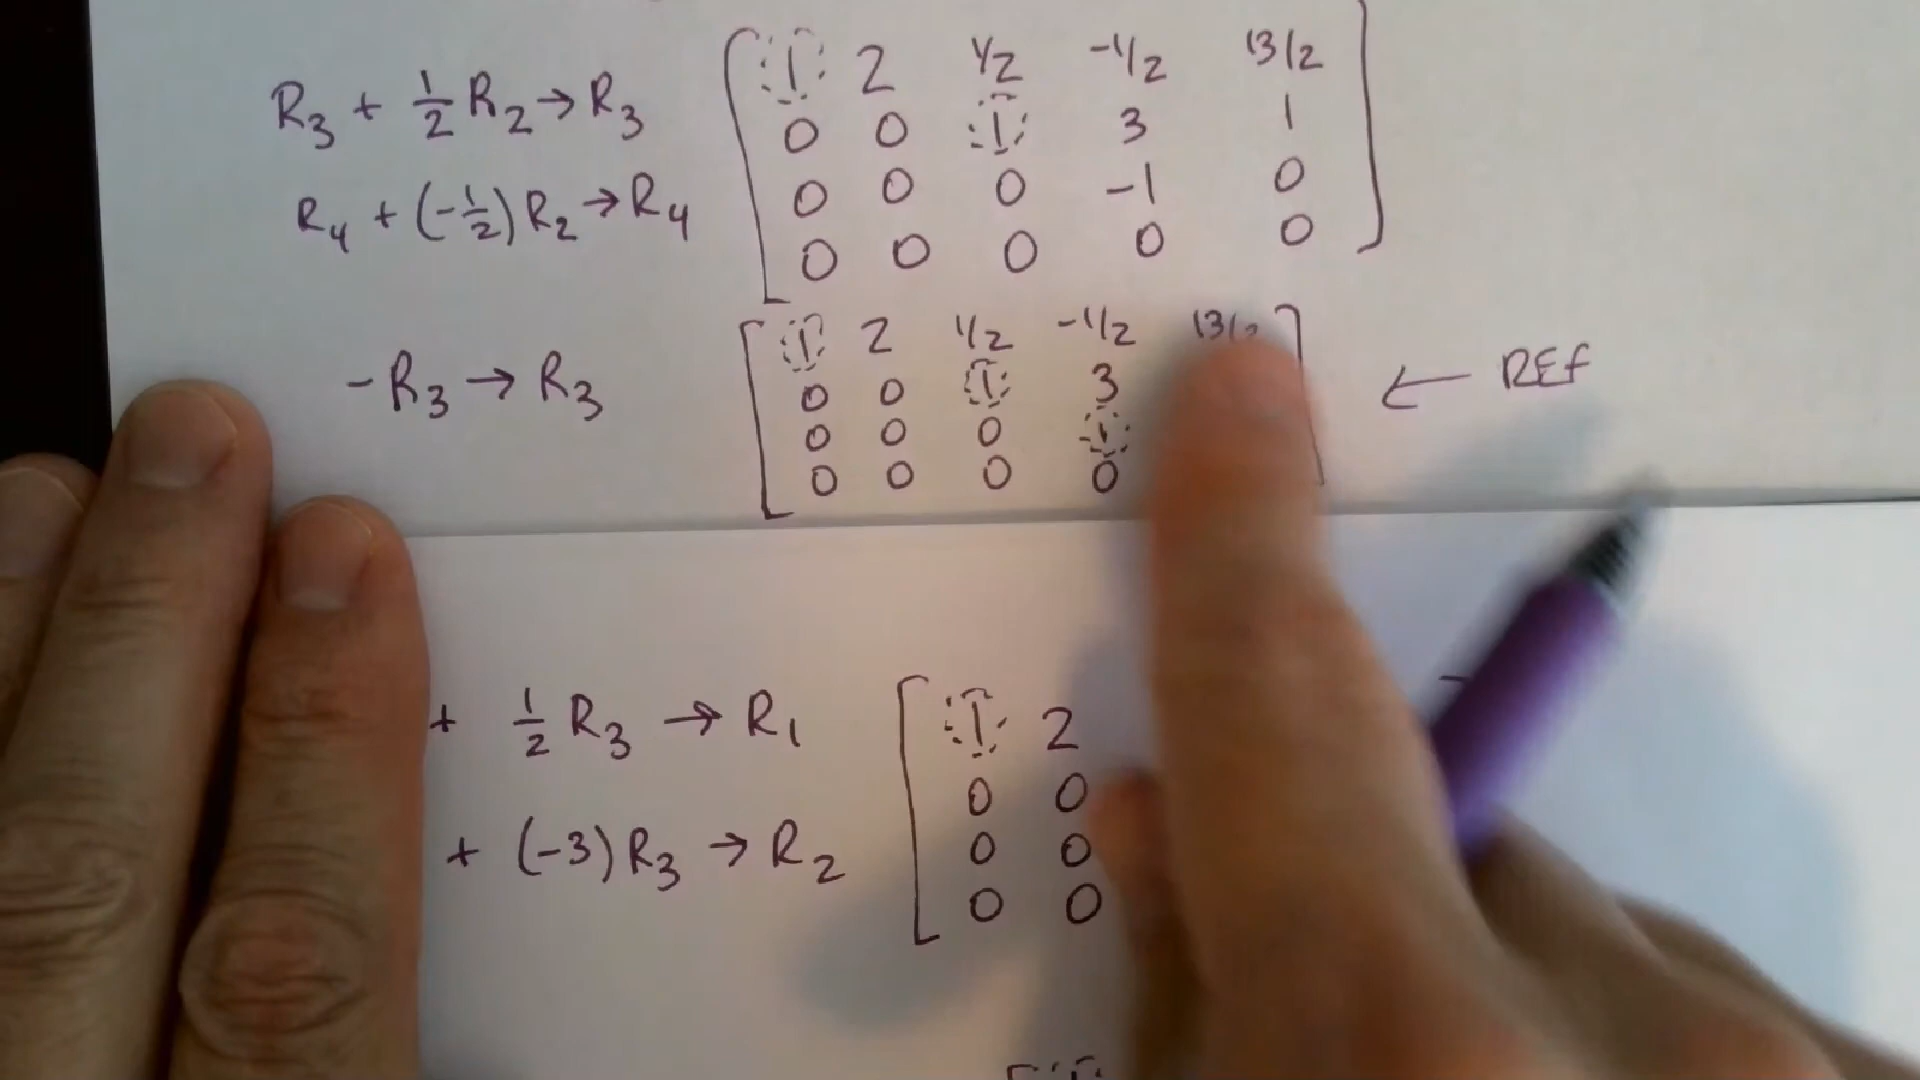 R3 + 1/2 R2 → R3 [ 1 2 1/2 -1/2 13/2
0 0 1 3 1
R4 + (-1/2) R2 → R4 0 0 0 -1 0
0 0 0 0 0 ]
-R3 → R3 [ 1 2 1/2 -1/2 13/2 ] ← REF
0 0 1 3
0 0 0 1
0 0 0 0
+ 1/2 R3 → R1 [ 1 2
0 0
+ (-3) R3 → R2 0 0
0 0